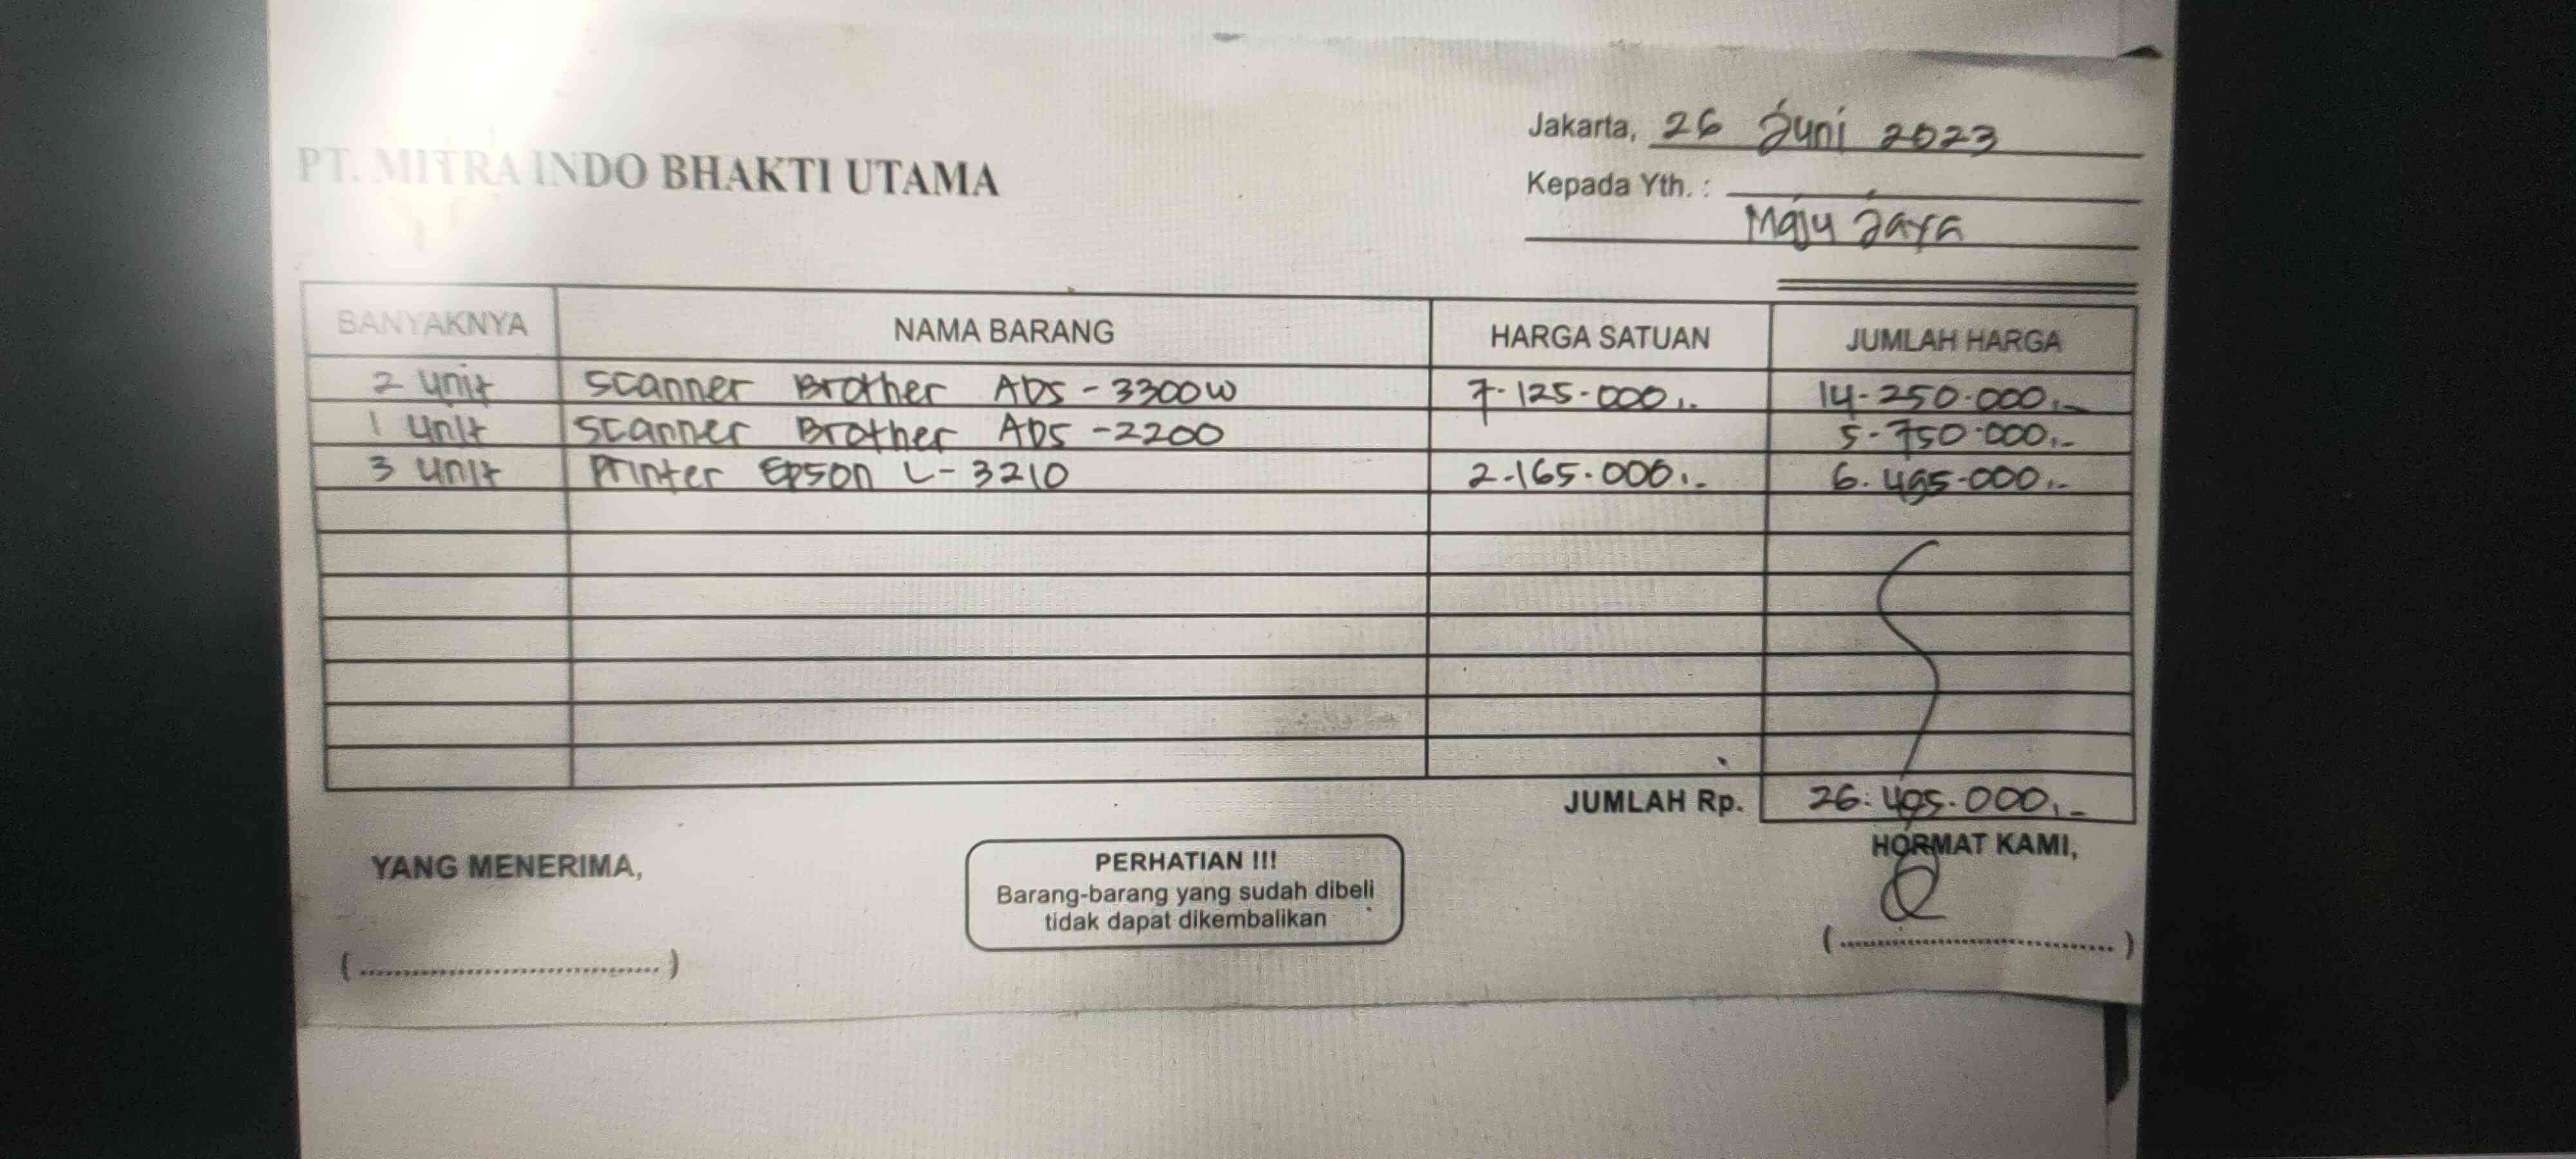 PT. MITRA INDO BHAKTI UTAMA
Jakarta, 26 Juni 2023
Kepada Yth. :
Maju Jaya
BANYAKNYA NAMA BARANG HARGA SATUAN JUMLAH HARGA
2 unit Scanner Brother ADS-3300W 7.125.000,- 14.250.000,-
1 unit Scanner Brother ADS-2200 5.750.000,-
3 unit Printer Epson L-3210 2.165.000,- 6.495.000,-
JUMLAH Rp. 26.495.000,-
YANG MENERIMA,
PERHATIAN !!!
Barang-barang yang sudah dibeli
tidak dapat dikembalikan
HORMAT KAMI,
(................................)
(................................)